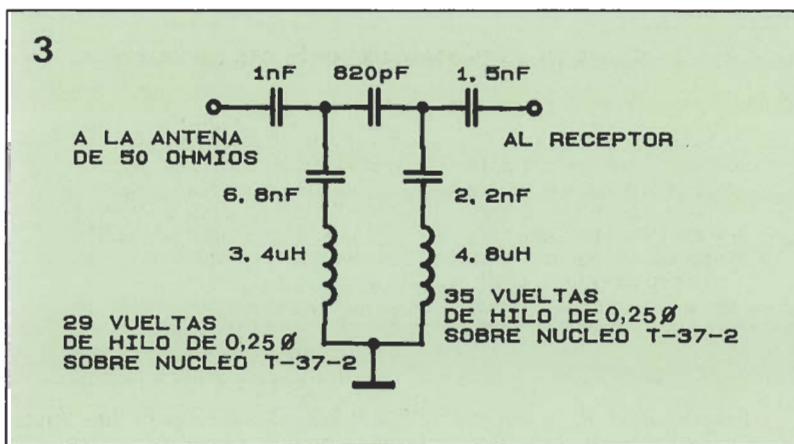 3
1nF 820pF 1,5nF
A LA ANTENA
DE 50 OHMIOS
AL RECEPTOR
6,8nF 2,2nF
3,4uH 4,8uH
29 VUELTAS
DE HILO DE 0,25Ø
SOBRE NUCLEO T-37-2
35 VUELTAS
DE HILO DE 0,25Ø
SOBRE NUCLEO T-37-2